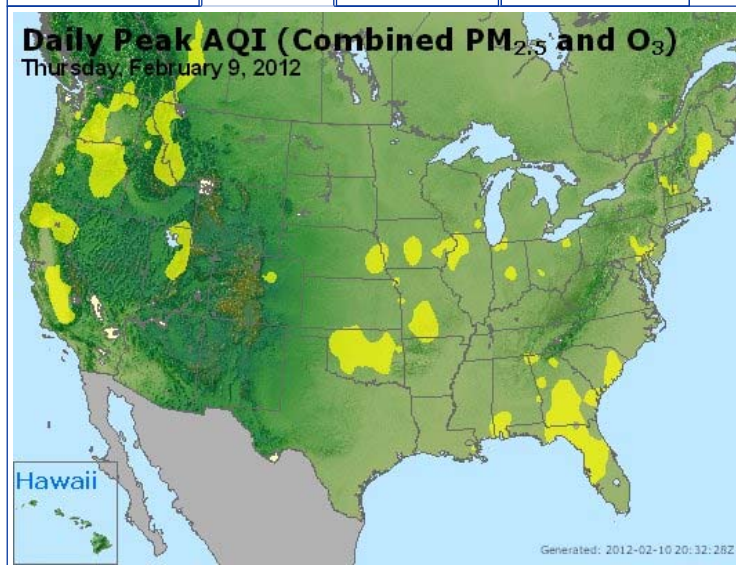 Daily Peak AQI (Combined PM2.5 and O3)
Thursday, February 9, 2012
Hawaii
Generated: 2012-02-10 20:32:28Z